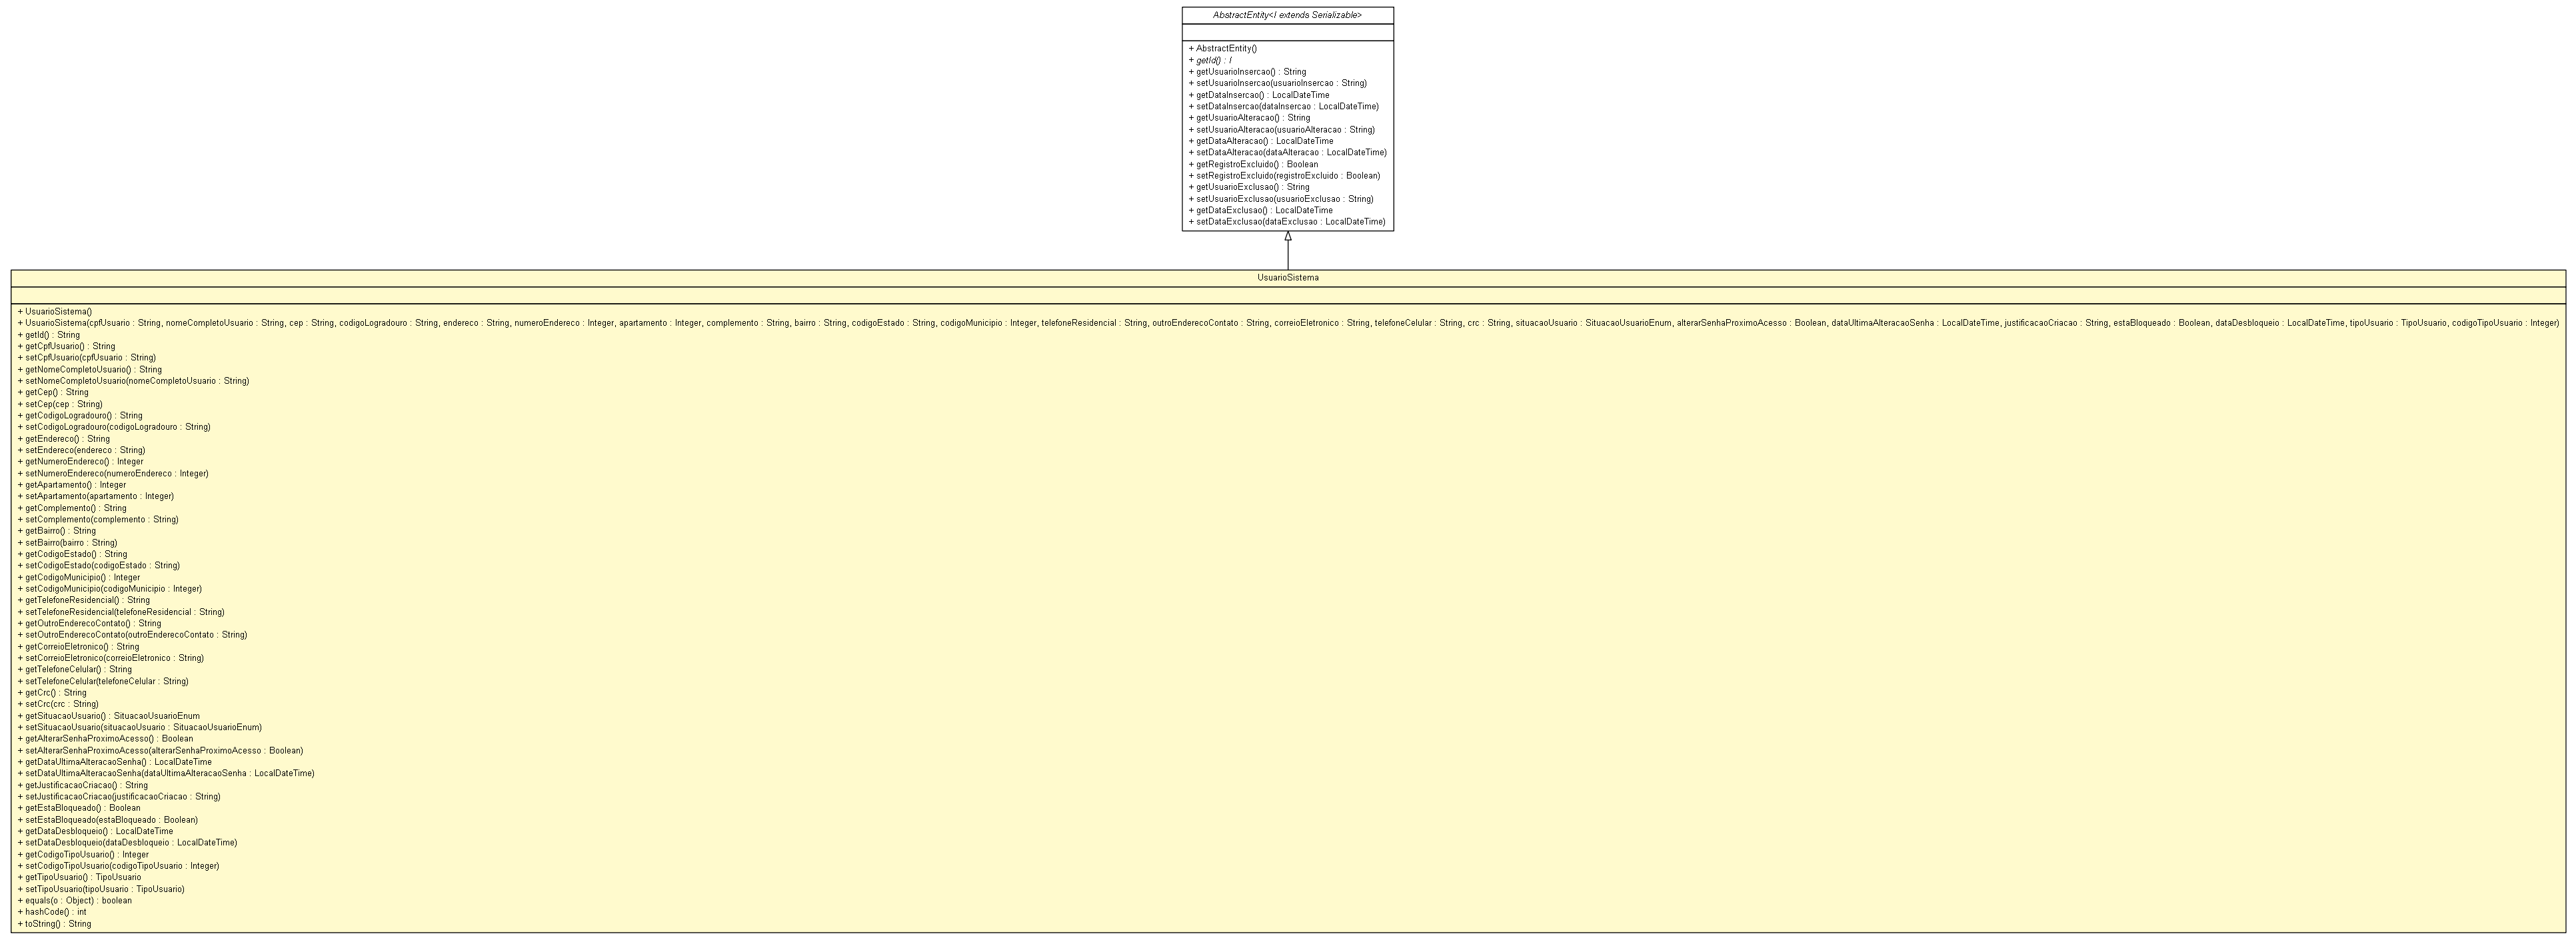 AbstractEntity<I extends Serializable>
+ AbstractEntity()
+ getId() : I
+ getUsuarioInsercao() : String
+ setUsuarioInsercao(usuarioInsercao : String)
+ getDataInsercao() : LocalDateTime
+ setDataInsercao(dataInsercao : LocalDateTime)
+ getUsuarioAlteracao() : String
+ setUsuarioAlteracao(usuarioAlteracao : String)
+ getDataAlteracao() : LocalDateTime
+ setDataAlteracao(dataAlteracao : LocalDateTime)
+ getRegistroExcluido() : Boolean
+ setRegistroExcluido(registroExcluido : Boolean)
+ getUsuarioExclusao() : String
+ setUsuarioExclusao(usuarioExclusao : String)
+ getDataExclusao() : LocalDateTime
+ setDataExclusao(dataExclusao : LocalDateTime)
UsuarioSistema
+ UsuarioSistema()
+ UsuarioSistema(cpfUsuario : String, nomeCompletoUsuario : String, cep : String, codigoLogradouro : String, endereco : String, numeroEndereco : Integer, apartamento : Integer, complemento : String, bairro : String, codigoEstado : String, codigoMunicipio : Integer, telefoneResidencial : String, outroEnderecoContato : String, correioEletronico : String, telefoneCelular : String, crc : String, situacaoUsuario : SituacaoUsuarioEnum, alterarSenhaProximoAcesso : Boolean, dataUltimaAlteracaoSenha : LocalDateTime, justificacaoCriacao : String, estaBloqueado : Boolean, dataDesbloqueio : LocalDateTime, tipoUsuario : TipoUsuario, codigoTipoUsuario : Integer)
+ getId() : String
+ getCpfUsuario() : String
+ setCpfUsuario(cpfUsuario : String)
+ getNomeCompletoUsuario() : String
+ setNomeCompletoUsuario(nomeCompletoUsuario : String)
+ getCep() : String
+ setCep(cep : String)
+ getCodigoLogradouro() : String
+ setCodigoLogradouro(codigoLogradouro : String)
+ getEndereco() : String
+ setEndereco(endereco : String)
+ getNumeroEndereco() : Integer
+ setNumeroEndereco(numeroEndereco : Integer)
+ getApartamento() : Integer
+ setApartamento(apartamento : Integer)
+ getComplemento() : String
+ setComplemento(complemento : String)
+ getBairro() : String
+ setBairro(bairro : String)
+ getCodigoEstado() : String
+ setCodigoEstado(codigoEstado : String)
+ getCodigoMunicipio() : Integer
+ setCodigoMunicipio(codigoMunicipio : Integer)
+ getTelefoneResidencial() : String
+ setTelefoneResidencial(telefoneResidencial : String)
+ getOutroEnderecoContato() : String
+ setOutroEnderecoContato(outroEnderecoContato : String)
+ getCorreioEletronico() : String
+ setCorreioEletronico(correioEletronico : String)
+ getTelefoneCelular() : String
+ setTelefoneCelular(telefoneCelular : String)
+ getCrc() : String
+ setCrc(crc : String)
+ getSituacaoUsuario() : SituacaoUsuarioEnum
+ setSituacaoUsuario(situacaoUsuario : SituacaoUsuarioEnum)
+ getAlterarSenhaProximoAcesso() : Boolean
+ setAlterarSenhaProximoAcesso(alterarSenhaProximoAcesso : Boolean)
+ getDataUltimaAlteracaoSenha() : LocalDateTime
+ setDataUltimaAlteracaoSenha(dataUltimaAlteracaoSenha : LocalDateTime)
+ getJustificacaoCriacao() : String
+ setJustificacaoCriacao(justificacaoCriacao : String)
+ getEstaBloqueado() : Boolean
+ setEstaBloqueado(estaBloqueado : Boolean)
+ getDataDesbloqueio() : LocalDateTime
+ setDataDesbloqueio(dataDesbloqueio : LocalDateTime)
+ getCodigoTipoUsuario() : Integer
+ setCodigoTipoUsuario(codigoTipoUsuario : Integer)
+ getTipoUsuario() : TipoUsuario
+ setTipoUsuario(tipoUsuario : TipoUsuario)
+ equals(o : Object) : boolean
+ hashCode() : int
+ toString() : String